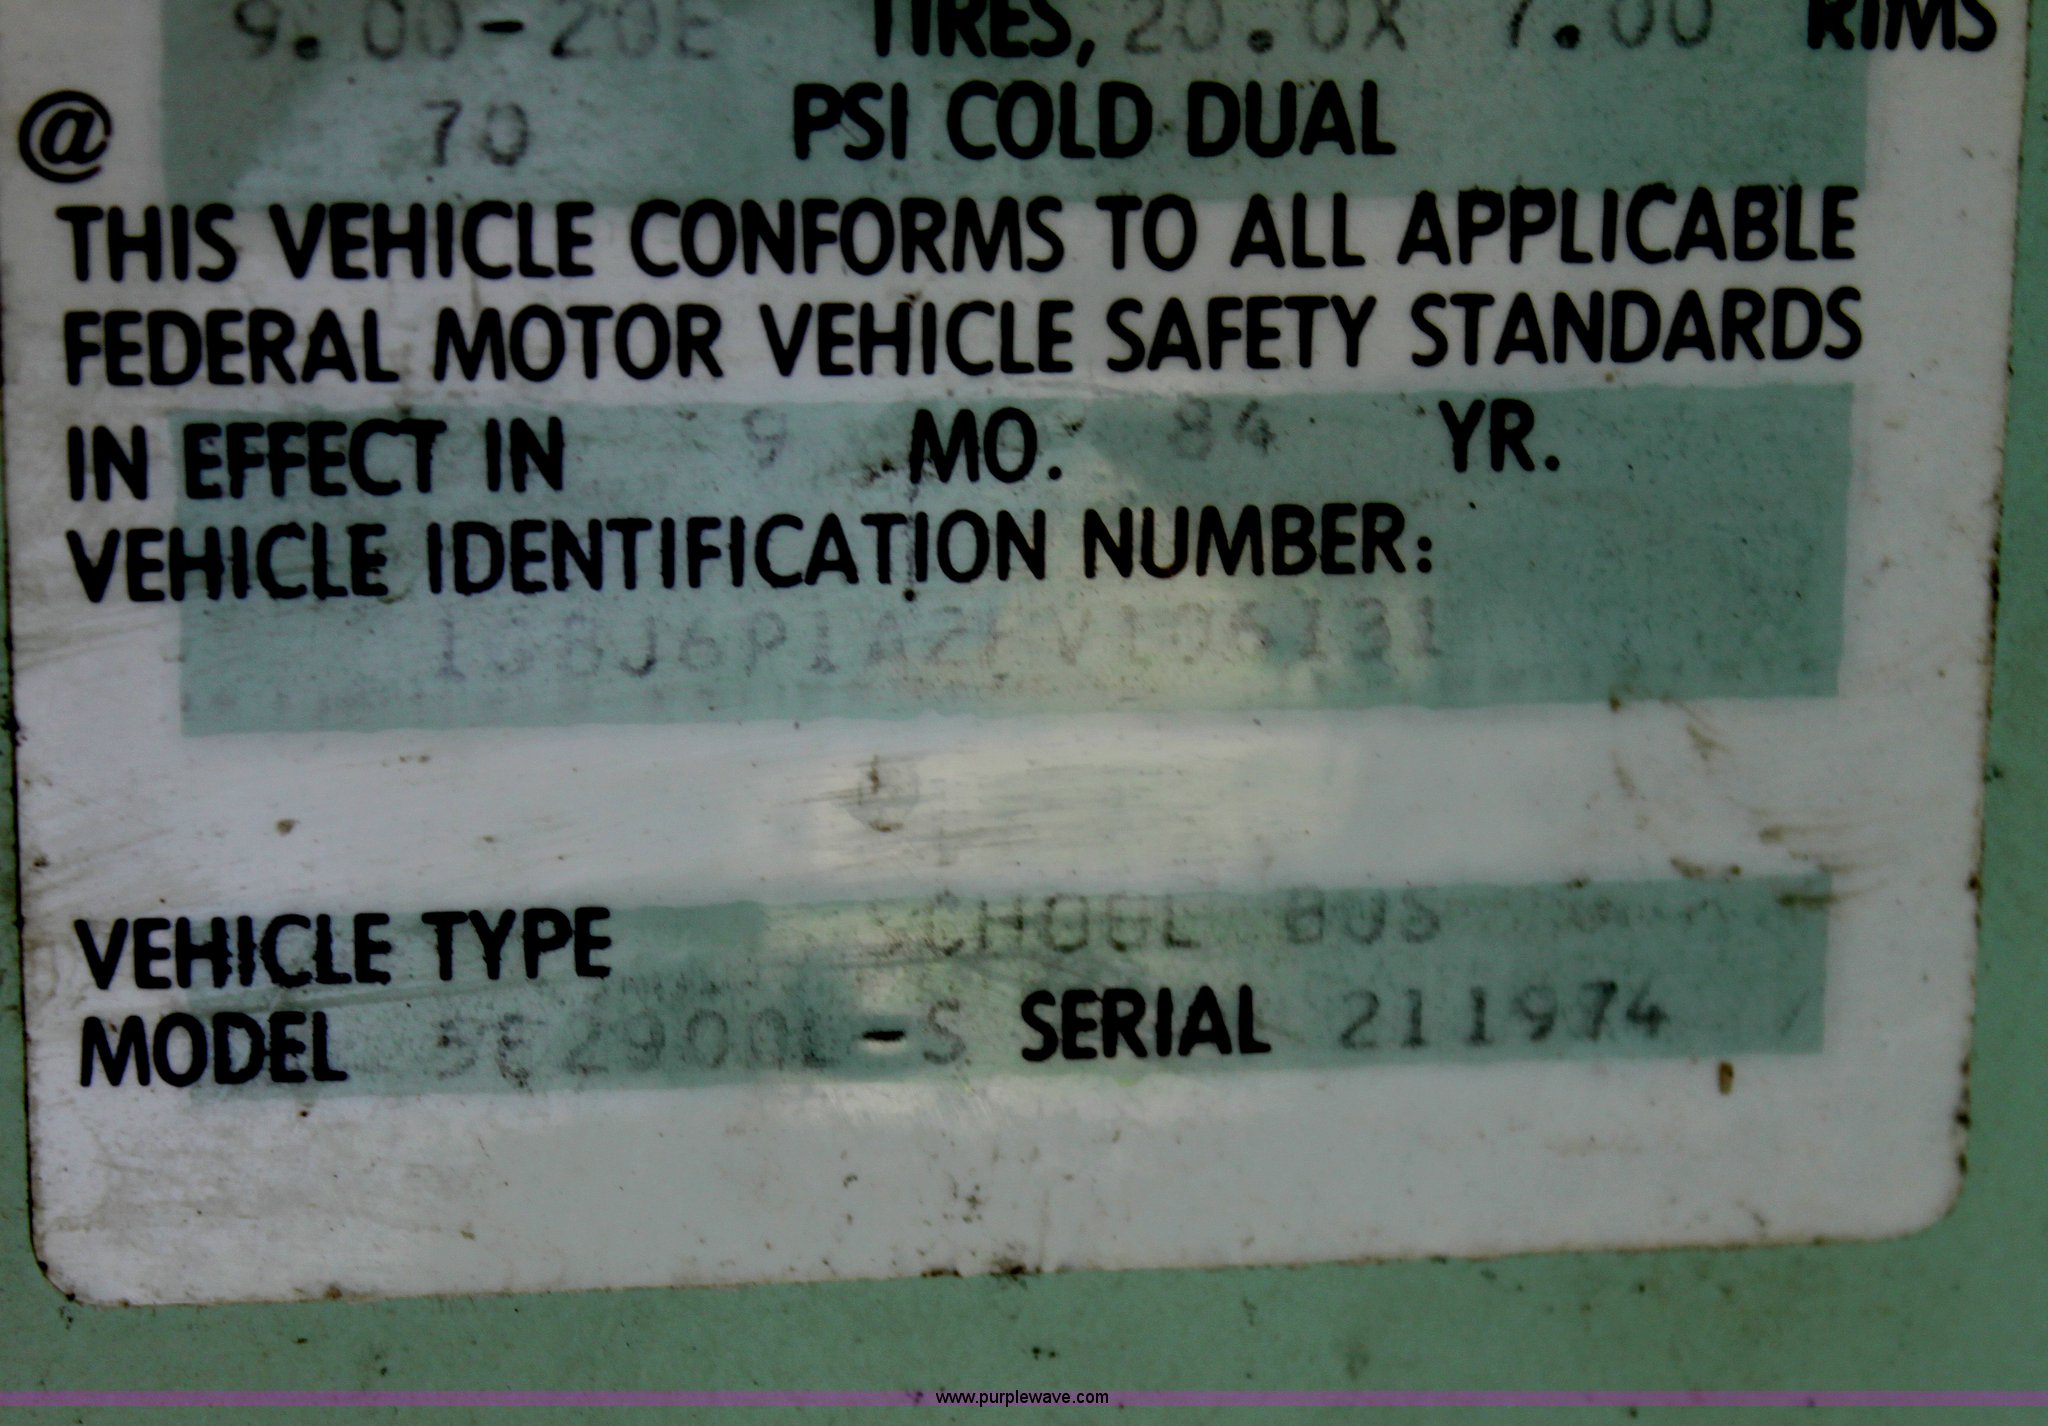 9.00-20E TIRES, 20.0X 7.00 RIMS
@ 70 PSI COLD DUAL
THIS VEHICLE CONFORMS TO ALL APPLICABLE
FEDERAL MOTOR VEHICLE SAFETY STANDARDS
IN EFFECT IN 9 MO. 84 YR.
VEHICLE IDENTIFICATION NUMBER:
VEHICLE TYPE SCHOOL BUS
MODEL SERIAL 211974
www.purplewave.com